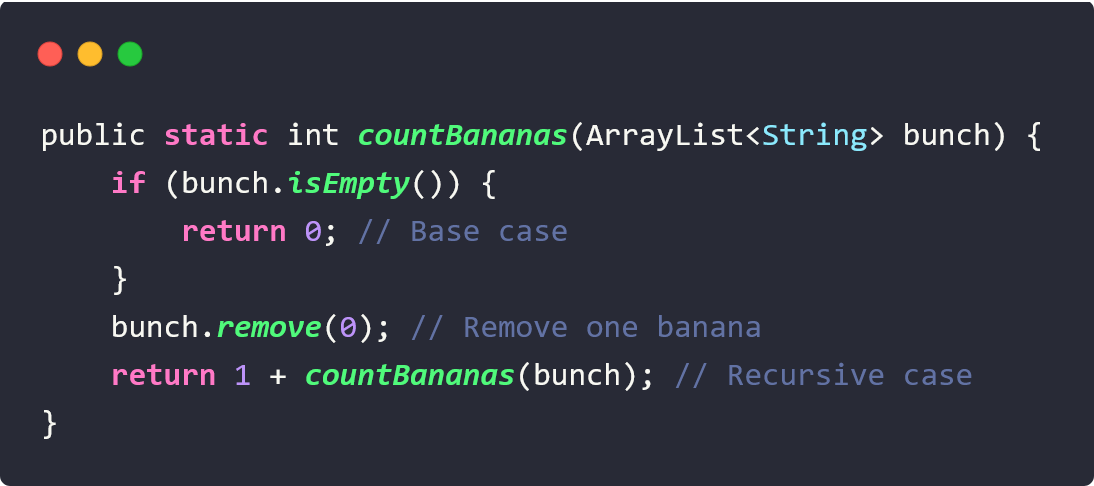 public static int countBananas(ArrayList<String> bunch) {
    if (bunch.isEmpty()) {
        return 0; // Base case
    }
    bunch.remove(0); // Remove one banana
    return 1 + countBananas(bunch); // Recursive case
}